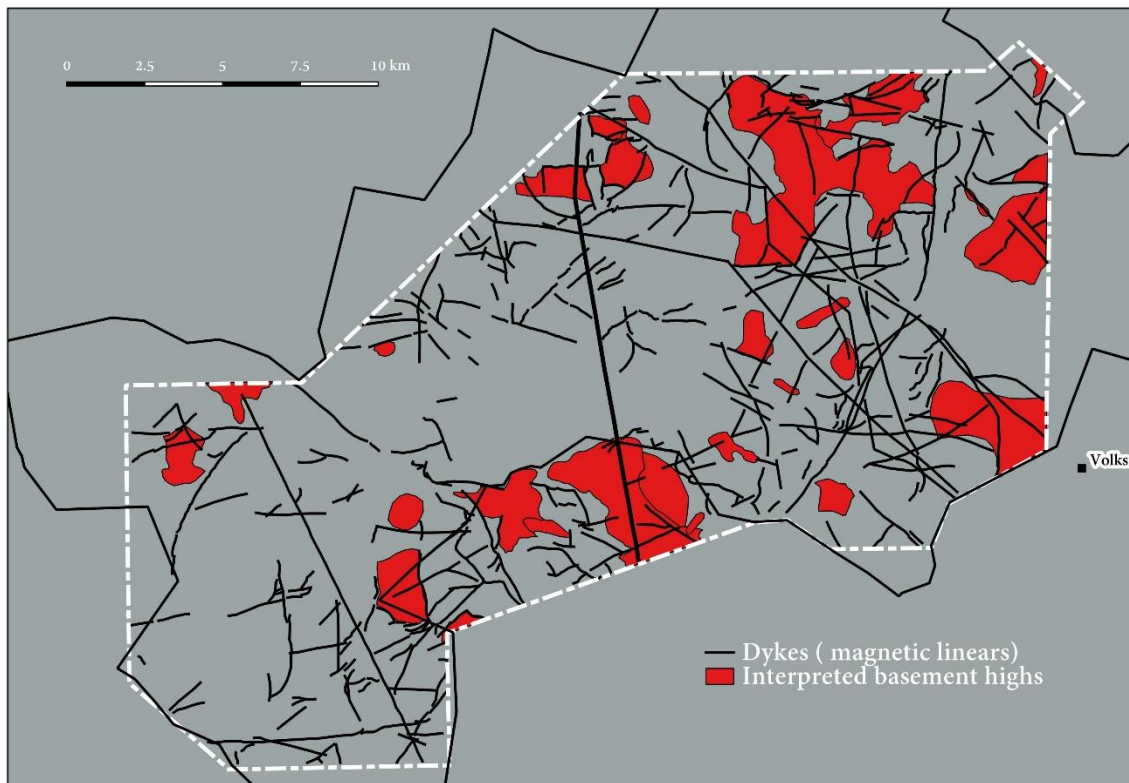 0 2.5 5 7.5 10 km
Volks
Dykes ( magnetic linears)
Interpreted basement highs